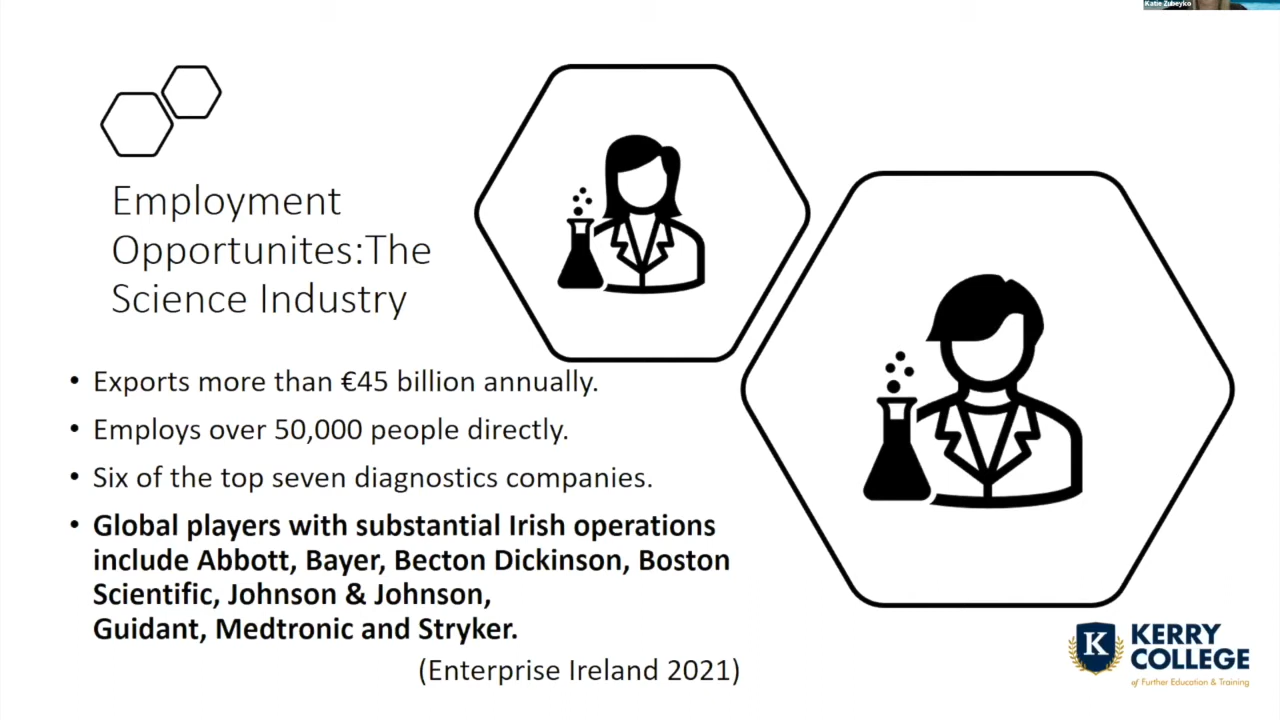 Katie Zubeyko
Employment
Opportunites:The
Science Industry
• Exports more than €45 billion annually.
• Employs over 50,000 people directly.
• Six of the top seven diagnostics companies.
• Global players with substantial Irish operations
include Abbott, Bayer, Becton Dickinson, Boston
Scientific, Johnson & Johnson,
Guidant, Medtronic and Stryker.
(Enterprise Ireland 2021)
K
KERRY
COLLEGE
of Further Education & Training